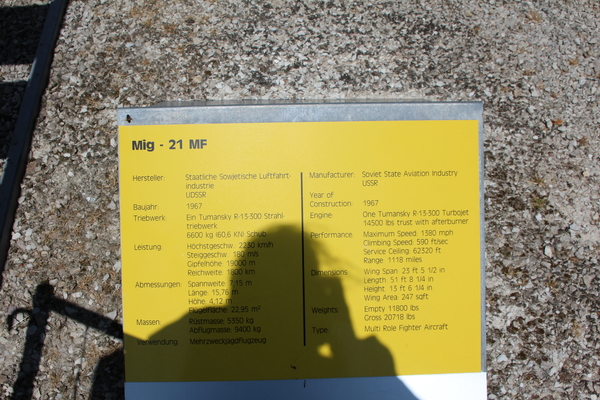 Mig - 21 MF
Hersteller: Staatliche Sowjetische Luftfahrt-
industrie
UDSSR
Baujahr: 1967
Triebwerk: Ein Tumansky R-13-300 Strahl-
triebwerk
6600 kg (60,6 KN) Schub
Leistung: Höchstgeschw.: 2230 km/h
Steiggeschw.: 180 m/s
Gipfelhöhe: 19000 m
Reichweite: 1800 km
Abmessungen: Spannweite: 7,15 m
Länge: 15,76 m
Höhe: 4,12 m
Flügelfläche: 22,95 m²
Massen: Rüstmasse: 5350 kg
Abflugmasse: 9400 kg
Verwendung: Mehrzweckjagdflugzeug
Manufacturer: Soviet State Aviation Industry
USSR
Year of
Construction: 1967
Engine: One Tumansky R-13-300 Turbojet
14500 lbs trust with afterburner
Performance: Maximum Speed: 1380 mph
Climbing Speed: 590 ft/sec
Service Ceiling: 62320 ft
Range: 1118 miles
Dimensions: Wing Span: 23 ft 5 1/2 in
Length: 51 ft 8 1/4 in
Height: 13 ft 6 1/4 in
Wing Area: 247 sqft
Weights: Empty 11800 lbs
Gross 20718 lbs
Type: Multi Role Fighter Aircraft